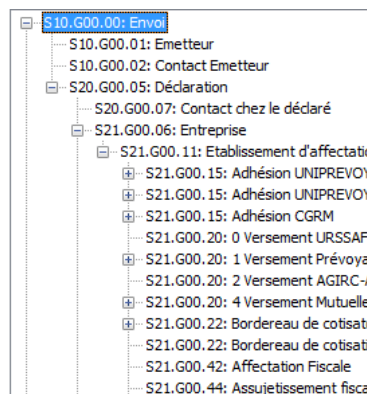 S10.G00.00: Envoi
S10.G00.01: Emetteur
S10.G00.02: Contact Emetteur
S20.G00.05: Déclaration
S20.G00.07: Contact chez le déclaré
S21.G00.06: Entreprise
S21.G00.11: Etablissement d'affectatio
S21.G00.15: Adhésion UNIPREVOY
S21.G00.15: Adhésion UNIPREVOY
S21.G00.15: Adhésion CGRM
S21.G00.20: 0 Versement URSSAF
S21.G00.20: 1 Versement Prévoya
S21.G00.20: 2 Versement AGIRC-
S21.G00.20: 4 Versement Mutuelle
S21.G00.22: Bordereau de cotisat
S21.G00.22: Bordereau de cotisati
S21.G00.42: Affectation Fiscale
S21.G00.44: Assujetissement fisca